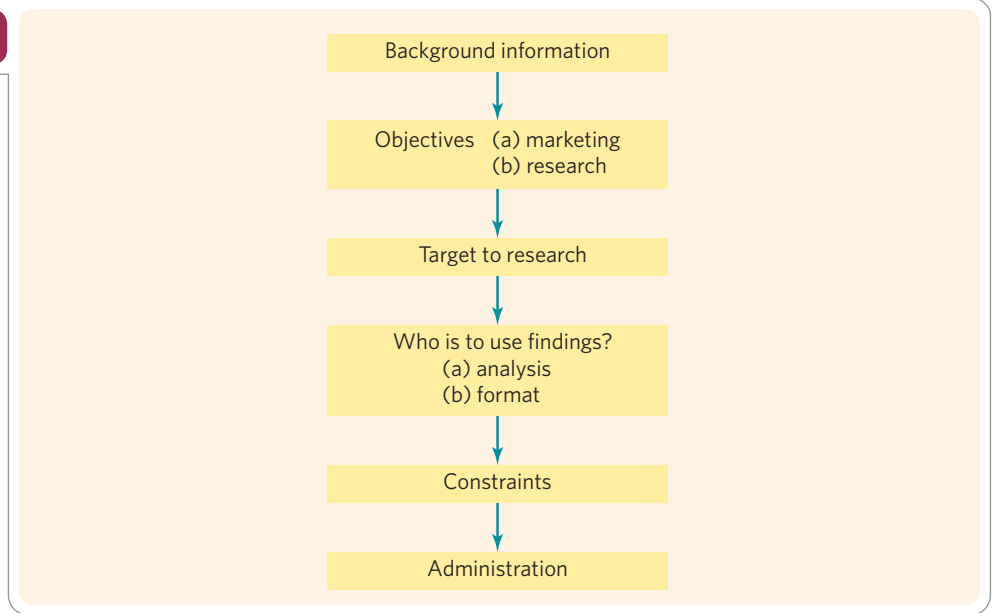 Background information
Objectives (a) marketing
(b) research
Target to research
Who is to use findings?
(a) analysis
(b) format
Constraints
Administration